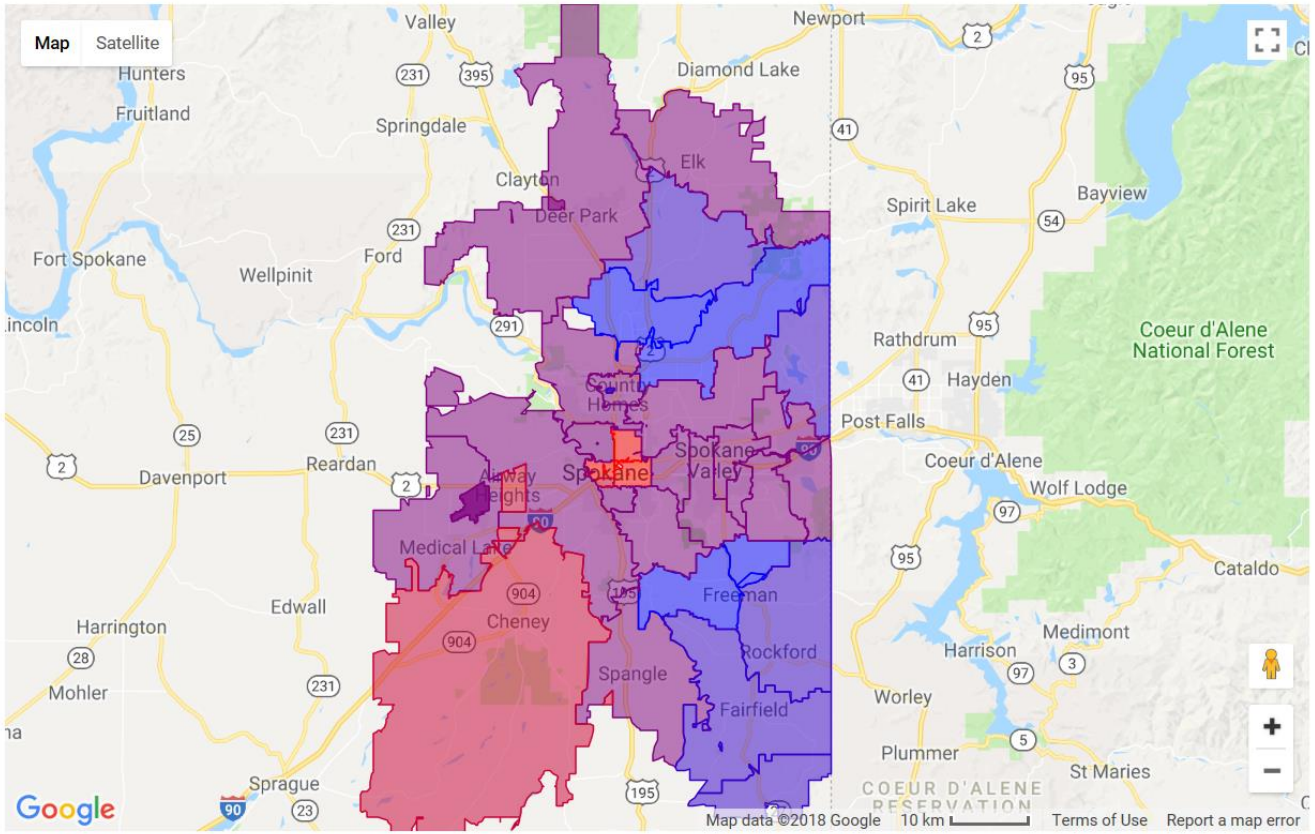 Map Satellite
Valley
Newport
2
Hunters
231
395
Diamond Lake
95
Fruitland
Springdale
41
Elk
Clayton
Bayview
Deer Park
Spirit Lake
54
231
Fort Spokane
Ford
Wellpinit
Lincoln
291
95
Coeur d'Alene
National Forest
Rathdrum
2
41
Hayden
Country
Homes
Post Falls
25
231
Spokane
Valley
90
2
Davenport
Reardan
2
Airway
Heights
Spokane
Coeur d'Alene
Wolf Lodge
97
90
Medical Lake
95
Cataldo
904
195
Freeman
Edwall
Harrington
904
Cheney
Medimont
28
Rockford
Harrison
3
97
Mohler
231
Spangle
Worley
Fairfield
5
Plummer
St Maries
Sprague
195
COEUR D'ALENE
RESERVATION
Google
90
23
Map data ©2018 Google
10 km
Terms of Use
Report a map error